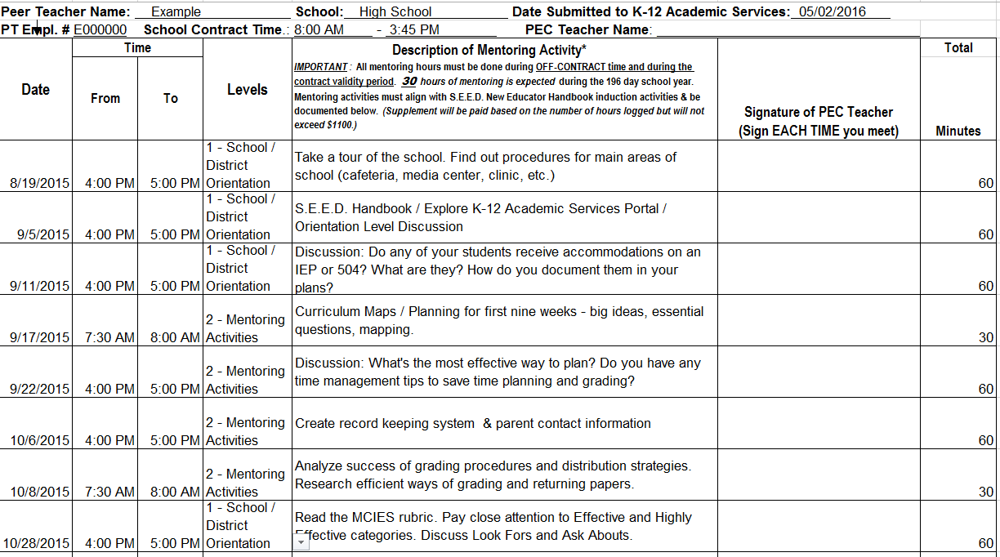 Peer Teacher Name: Example School: High School Date Submitted to K-12 Academic Services: 05/02/2016
PT Empl. # E000000 School Contract Time.: 8:00 AM - 3:45 PM PEC Teacher Name:
Date
Time
From
To
Levels
Description of Mentoring Activity*
IMPORTANT : All mentoring hours must be done during OFF-CONTRACT time and during the
contract validity period. 30 hours of mentoring is expected during the 196 day school year.
Mentoring activities must align with S.E.E.D. New Educator Handbook induction activities & be
documented below. (Supplement will be paid based on the number of hours logged but will not
exceed $1100.)
Signature of PEC Teacher
(Sign EACH TIME you meet)
Total
Minutes
8/19/2015 4:00 PM 5:00 PM
1 - School /
District
Orientation
Take a tour of the school. Find out procedures for main areas of
school (cafeteria, media center, clinic, etc.)
60
9/5/2015 4:00 PM 5:00 PM
1 - School /
District
Orientation
S.E.E.D. Handbook / Explore K-12 Academic Services Portal /
Orientation Level Discussion
60
9/11/2015 4:00 PM 5:00 PM
1 - School /
District
Orientation
Discussion: Do any of your students receive accommodations on an
IEP or 504? What are they? How do you document them in your
plans?
60
9/17/2015 7:30 AM 8:00 AM
2 - Mentoring
Activities
Curriculum Maps / Planning for first nine weeks - big ideas, essential
questions, mapping.
30
9/22/2015 4:00 PM 5:00 PM
2 - Mentoring
Activities
Discussion: What's the most effective way to plan? Do you have any
time management tips to save time planning and grading?
60
10/6/2015 4:00 PM 5:00 PM
2 - Mentoring
Activities
Create record keeping system & parent contact information
60
10/8/2015 7:30 AM 8:00 AM
2 - Mentoring
Activities
Analyze success of grading procedures and distribution strategies.
Research efficient ways of grading and returning papers.
30
10/28/2015 4:00 PM 5:00 PM
1 - School /
District
Orientation
Read the MCIES rubric. Pay close attention to Effective and Highly
Effective categories. Discuss Look Fors and Ask Abouts.
60